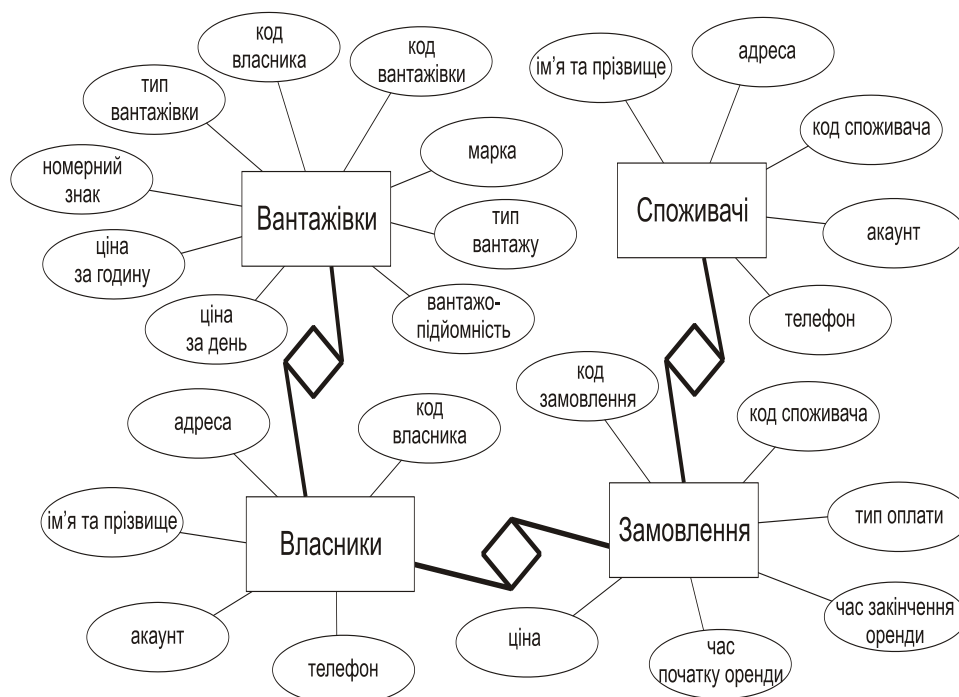 код
власника
код
вантажівки
тип
вантажівки
номерний
знак
ціна
за годину
ціна
за день
марка
тип
вантажу
вантажо-
підйомність
Вантажівки
ім’я та прізвище
адреса
код споживача
акаунт
телефон
Споживачі
адреса
код
власника
ім’я та прізвище
акаунт
телефон
Власники
код
замовлення
код споживача
тип оплати
час закінчення
оренди
час
початку оренди
ціна
Замовлення